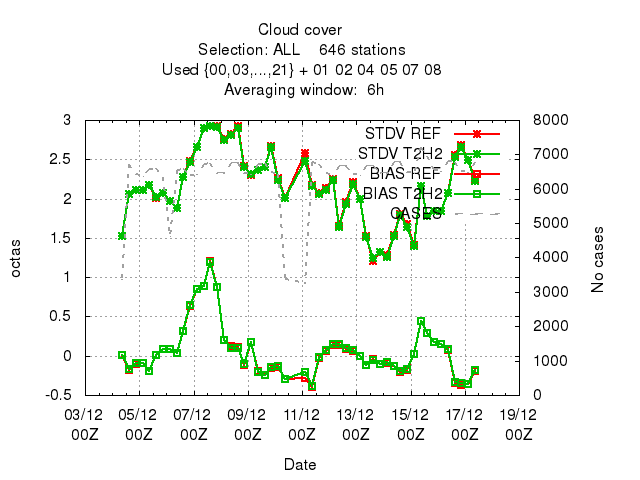 Cloud cover
Selection: ALL 646 stations
Used {00,03,...,21} + 01 02 04 05 07 08
Averaging window: 6h
STDV REF
STDV T2H2
BIAS REF
BIAS T2H2
CASES
octas
3
2.5
2
1.5
1
0.5
0
-0.5
No cases
8000
7000
6000
5000
4000
3000
2000
1000
0
03/12 05/12 07/12 09/12 11/12 13/12 15/12 17/12 19/12
00Z 00Z 00Z 00Z 00Z 00Z 00Z 00Z 00Z
Date